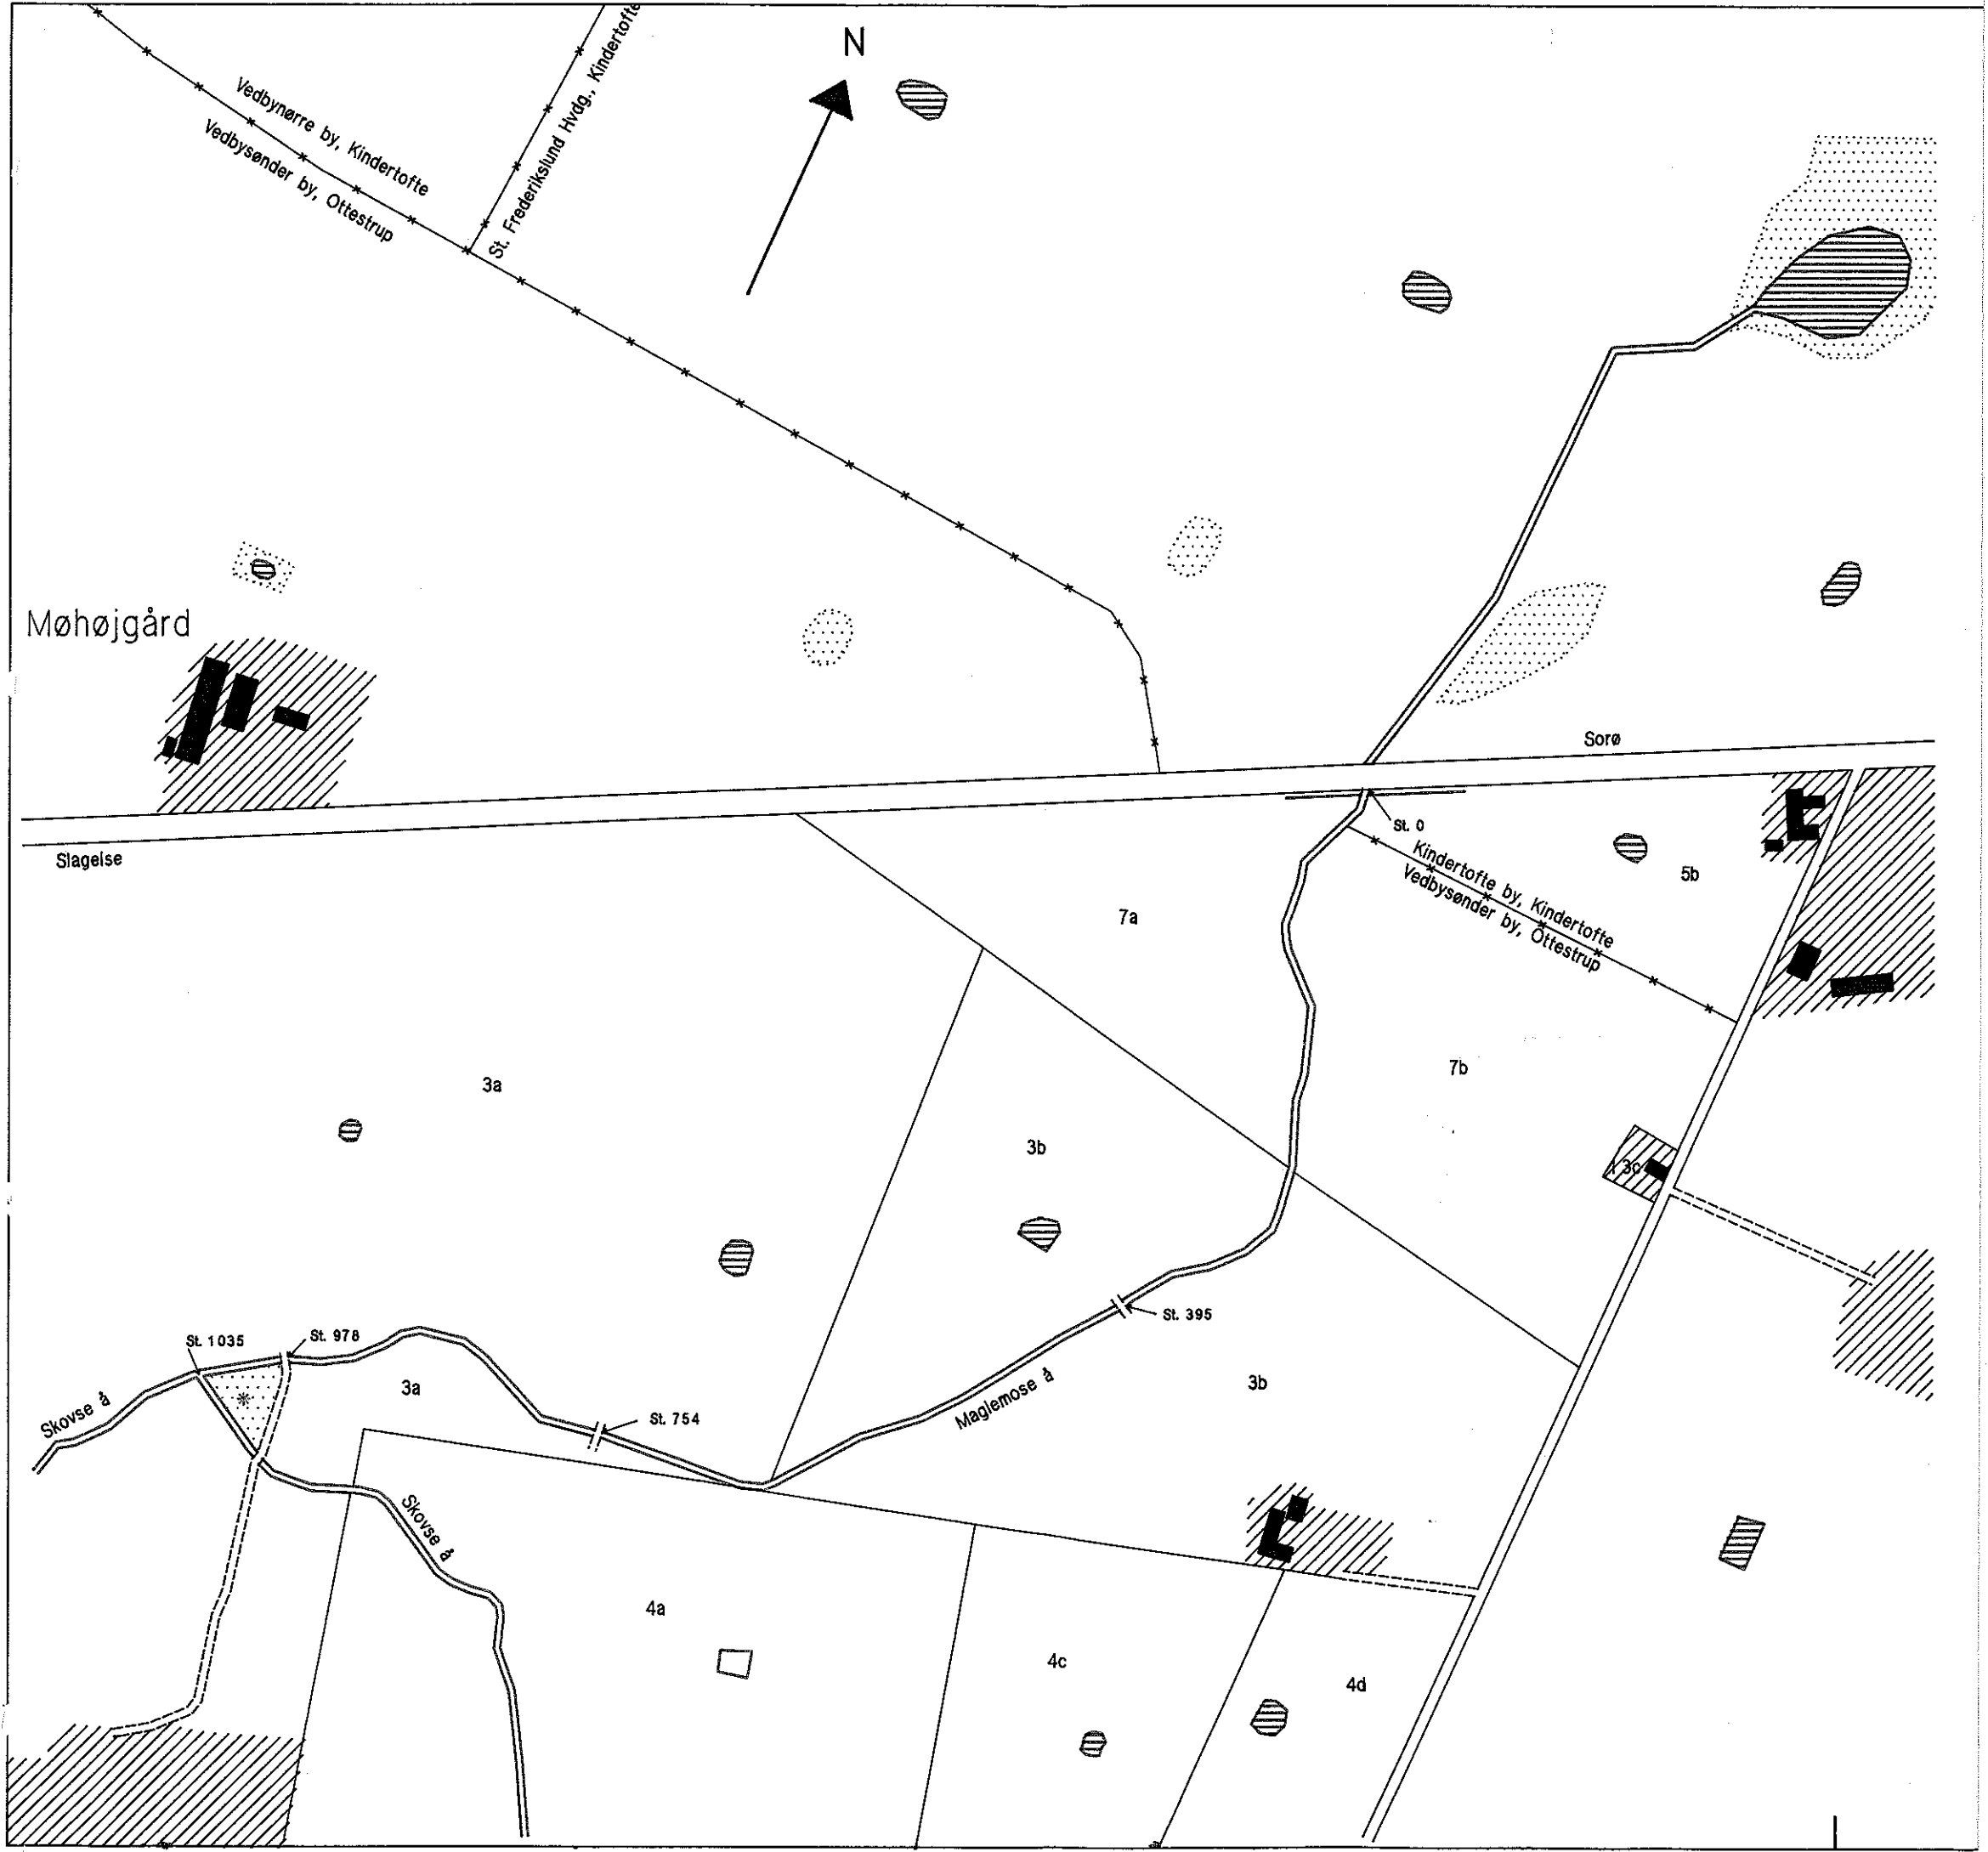 N
Vedbynørre by, Kindertofte
Vedbysønder by, Ottestrup
St. Frederikslund Hvdg., Kindertofte
Møhøjgård
Sorø
Slagelse
St. 0
Kindertofte by, Kindertofte
Vedbysønder by, Ottestrup
5b
7a
7b
3a
3b
3c
St. 395
St. 1035
St. 978
3a
3b
St. 754
Maglemose å
Skovse å
Skovse å
4a
4c
4d